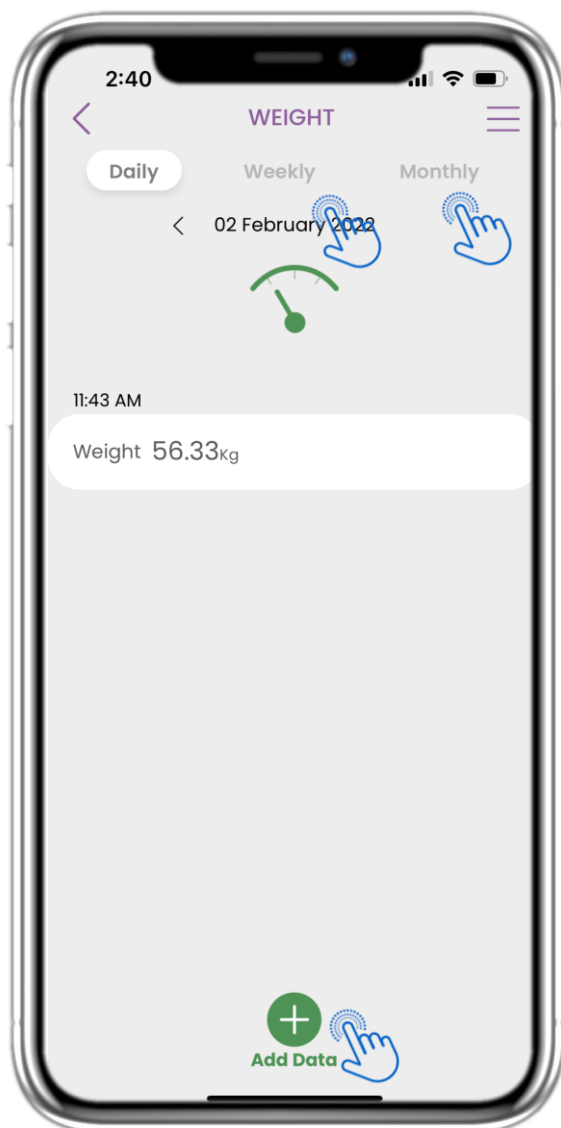 2:40
WEIGHT
Daily Weekly Monthly
02 February 2022
11:43 AM
Weight 56.33Kg
Add Data